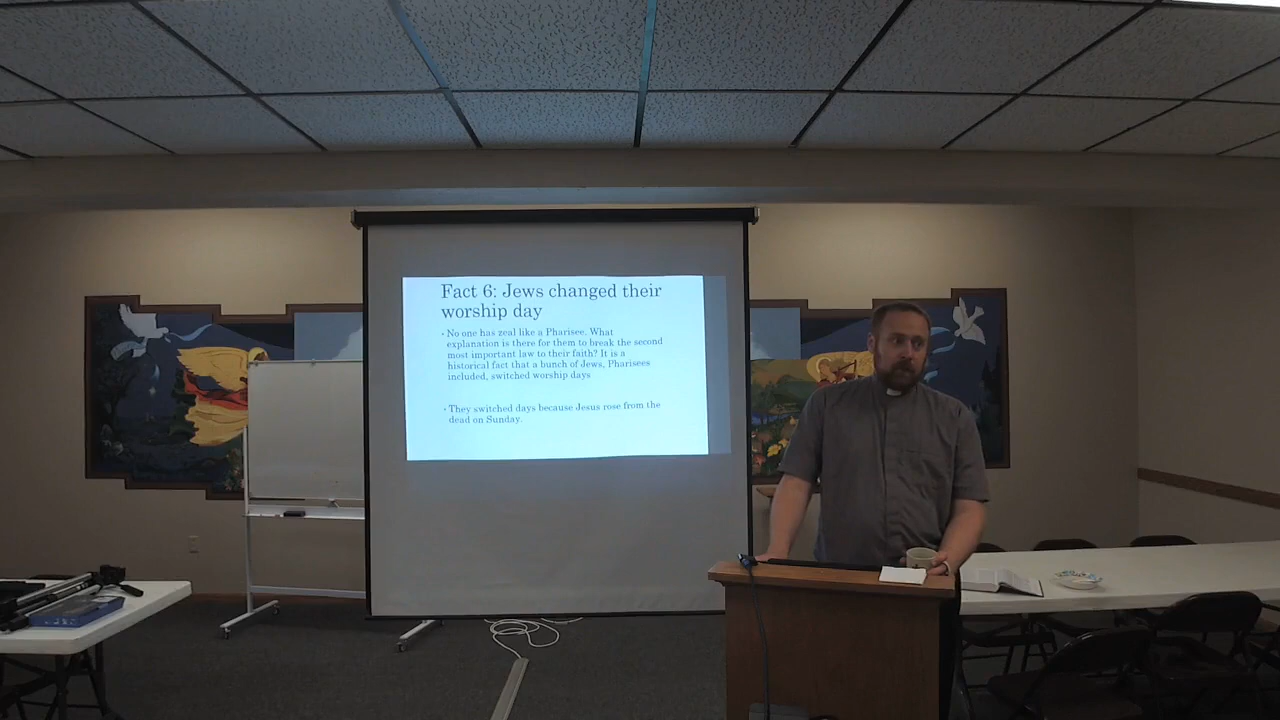 Fact 6: Jews changed their
worship day
• No one has zeal like a Pharisee. What
explanation is there for them to break the second
most important law to their faith? It is a
historical fact that a bunch of Jews, Pharisees
included, switched worship days
• They switched days because Jesus rose from the
dead on Sunday.